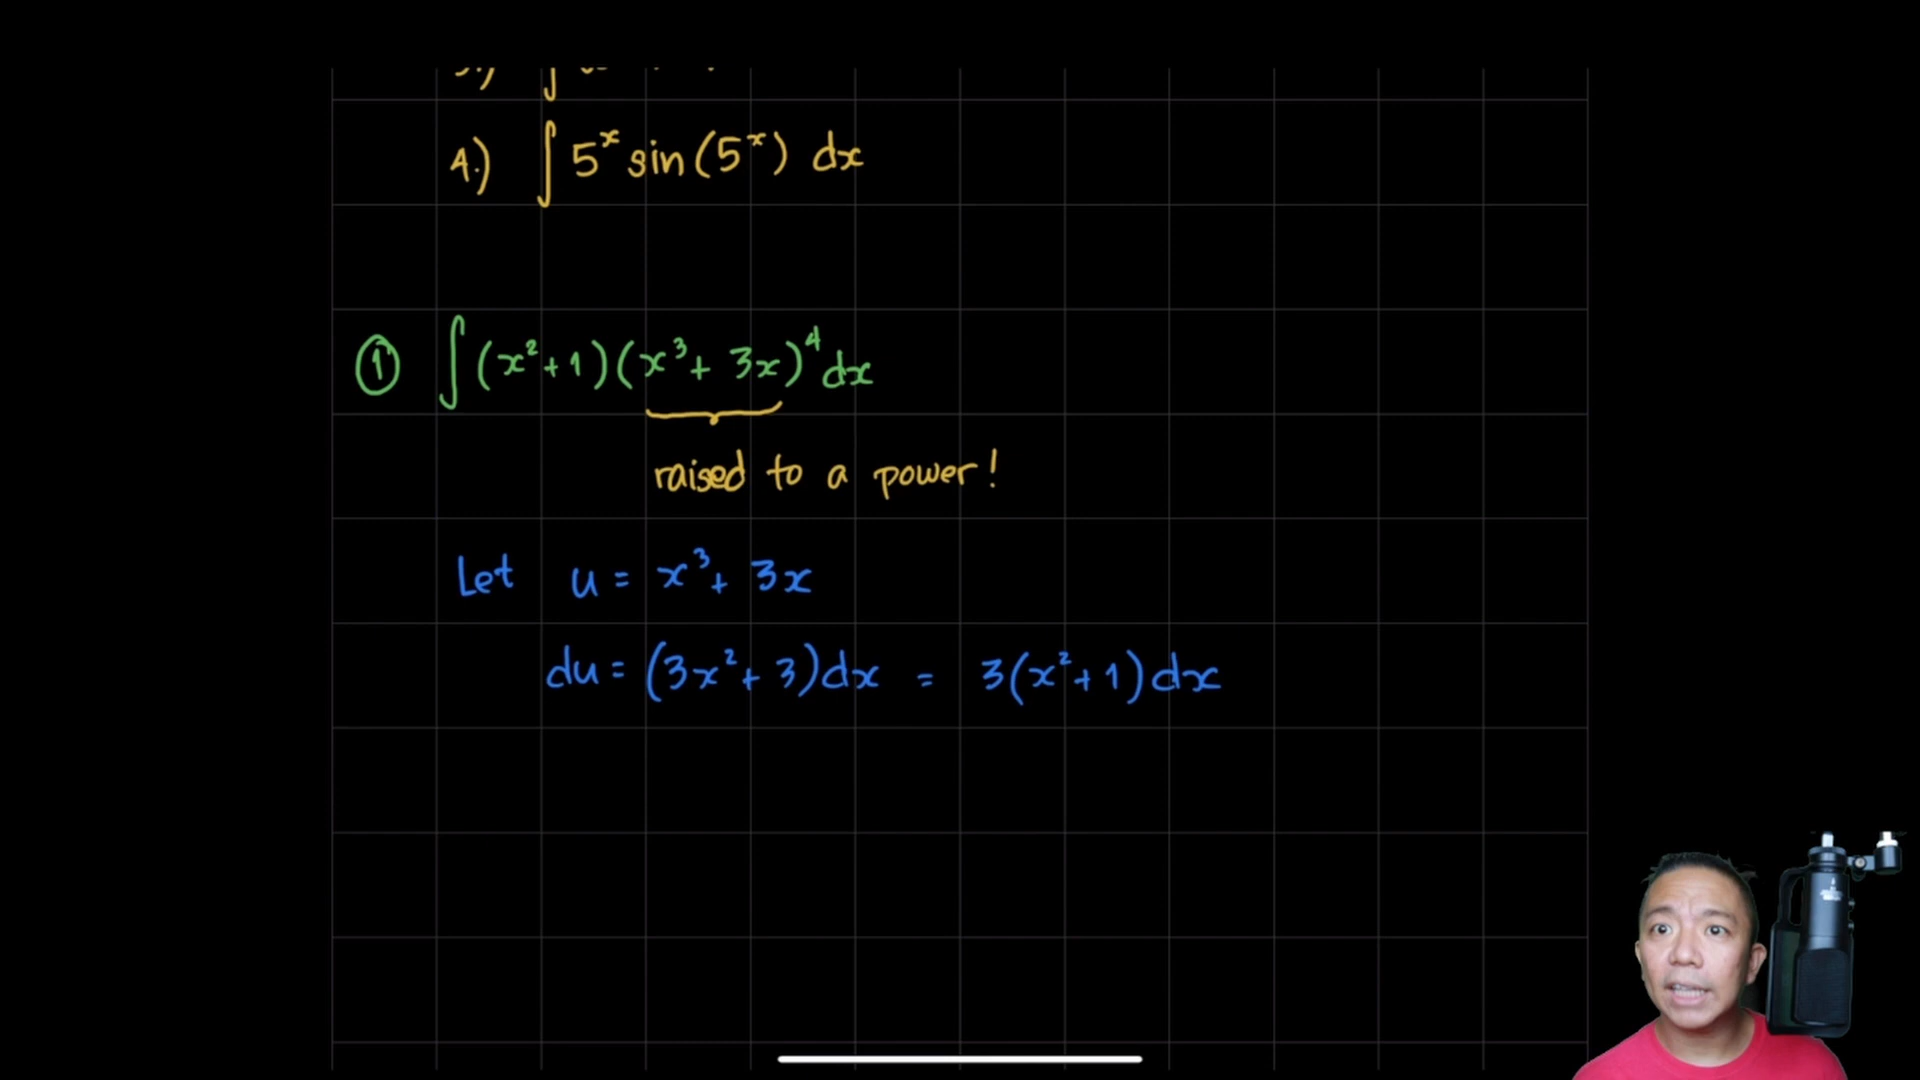 4.) ∫ 5^x sin(5^x) dx
① ∫ (x² + 1)(x³ + 3x)⁴ dx
raised to a power!
Let u = x³ + 3x
du = (3x² + 3)dx = 3(x² + 1)dx